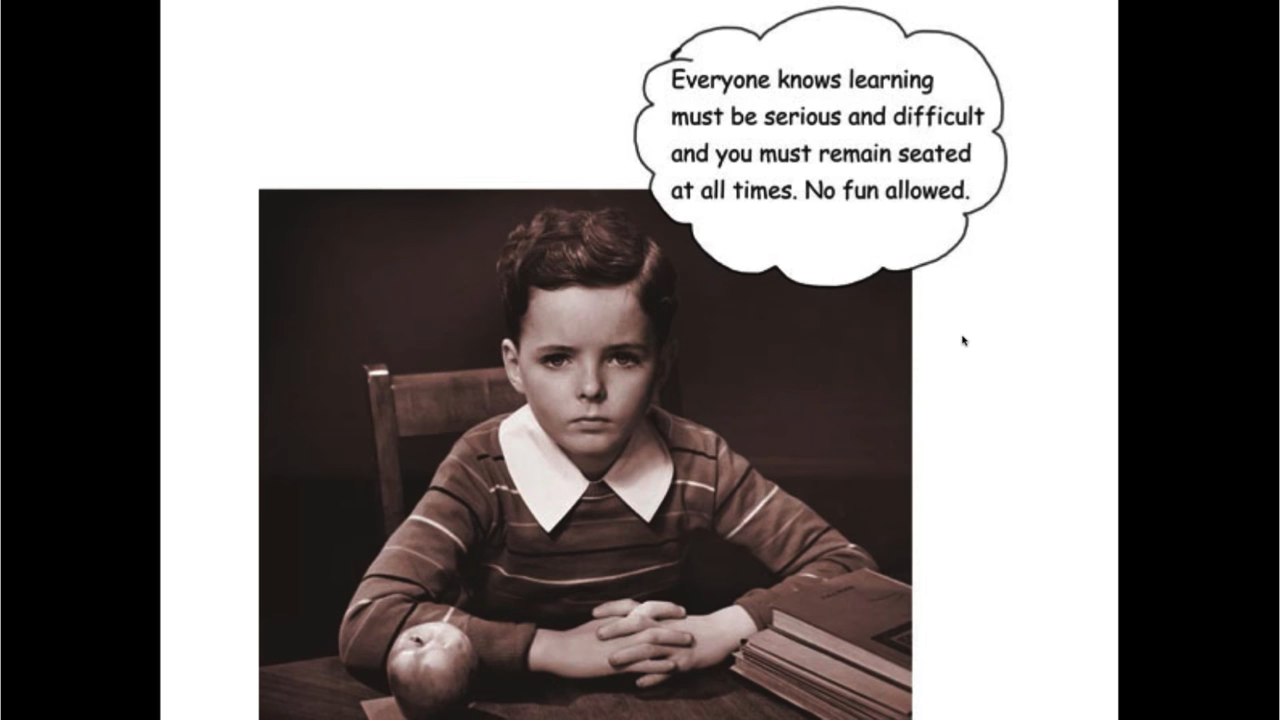 Everyone knows learning
must be serious and difficult
and you must remain seated
at all times. No fun allowed.